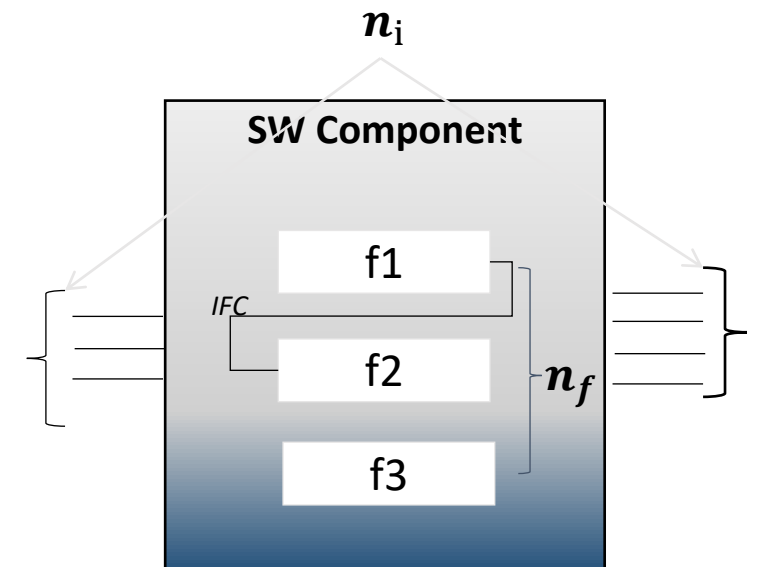 n_i
SW Component
f1
IFC
f2
n_f
f3